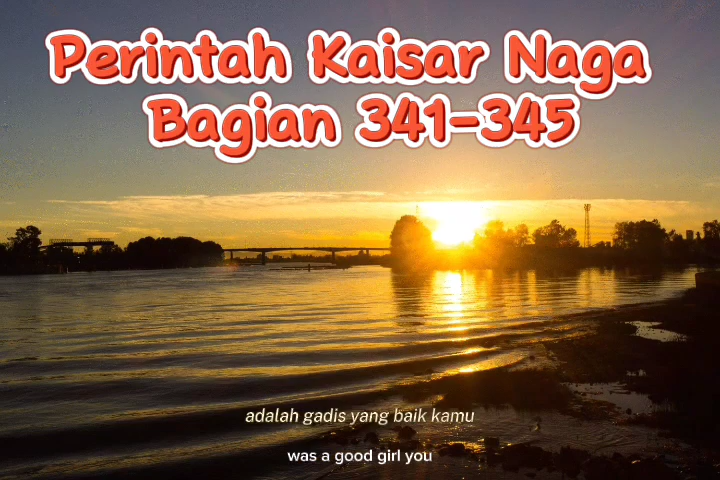 Perintah Kaisar Naga
Bagian 341-345
adalah gadis yang baik kamu
was a good girl you